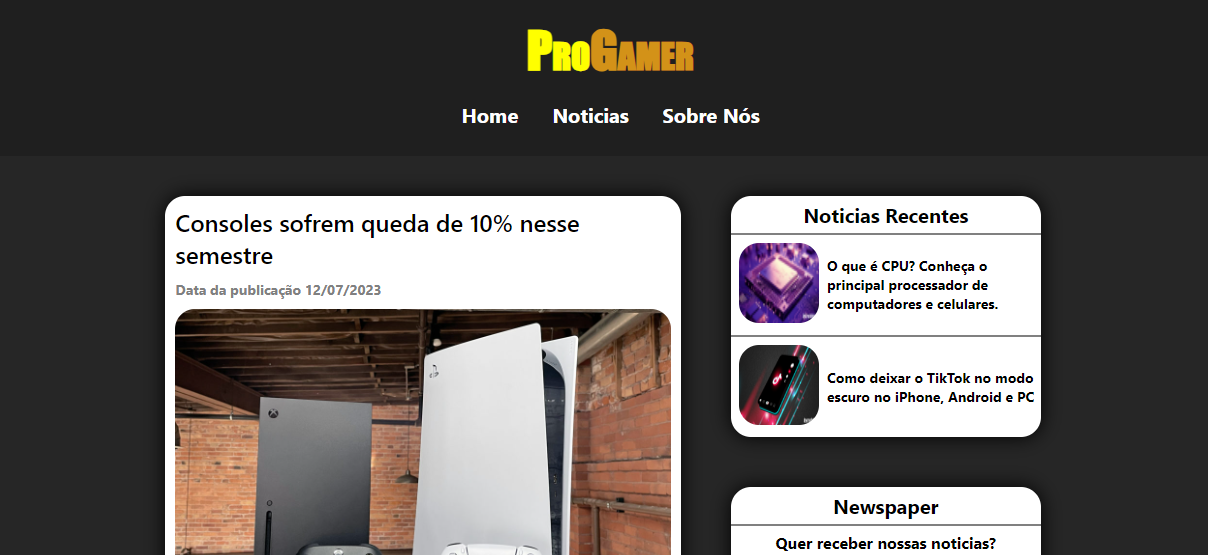 ProGamer
Home Noticias Sobre Nós
Consoles sofrem queda de 10% nesse
semestre
Data da publicação 12/07/2023
Noticias Recentes
O que é CPU? Conheça o
principal processador de
computadores e celulares.
Como deixar o TikTok no modo
escuro no iPhone, Android e PC
Newspaper
Quer receber nossas noticias?